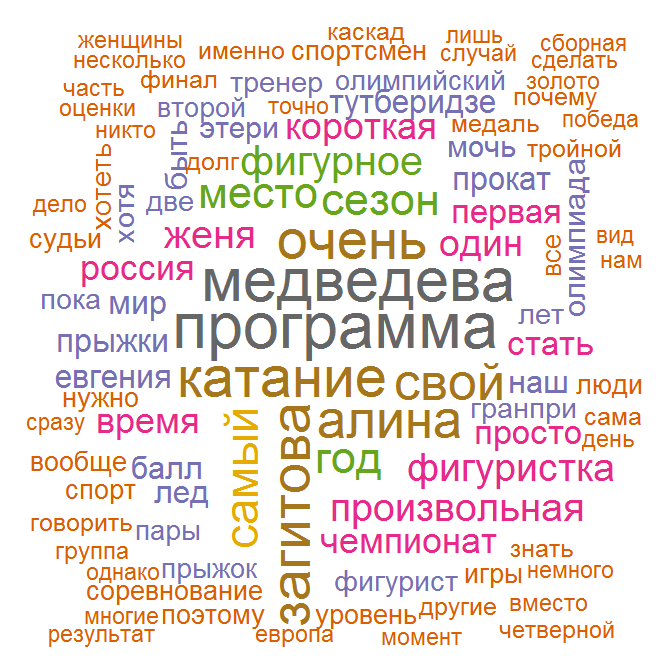 каскад
лишь
женщины
именно
спортсмен
случай
сборная
несколько
сделать
часть
финал
тренер
олимпийский
золото
оценки
второй
точно
тутберидзе
почему
никто
этери
короткая
медаль
победа
хотеть
быть
долг
фигурное
мочь
тройной
дело
хотя
две
место
сезон
прокат
олимпиада
судьи
женя
очень
один
первая
все
вид
россия
нам
пока
мир
медведева
лет
прыжки
программа
стать
евгения
катание
свой
наш
люди
нужно
сразу
время
самый
загитова
алина
гранпри
сама
просто
день
вообще
балл
год
фигуристка
спорт
лед
говорить
пары
произвольная
группа
чемпионат
знать
однако
прыжок
фигурист
игры
немного
соревнование
многие
поэтому
уровень
другие
вместо
результат
европа
момент
четверной